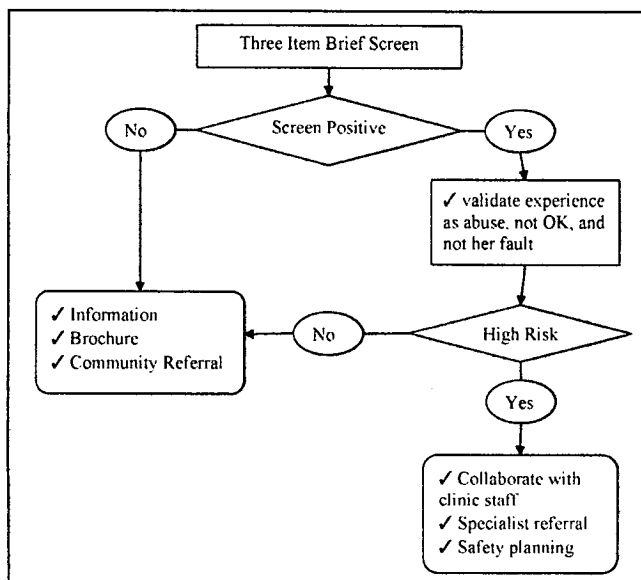 Three Item Brief Screen
No
Screen Positive
Yes
✓ validate experience
as abuse, not OK, and
not her fault
✓ Information
✓ Brochure
✓ Community Referral
No
High Risk
Yes
✓ Collaborate with
clinic staff
✓ Specialist referral
✓ Safety planning